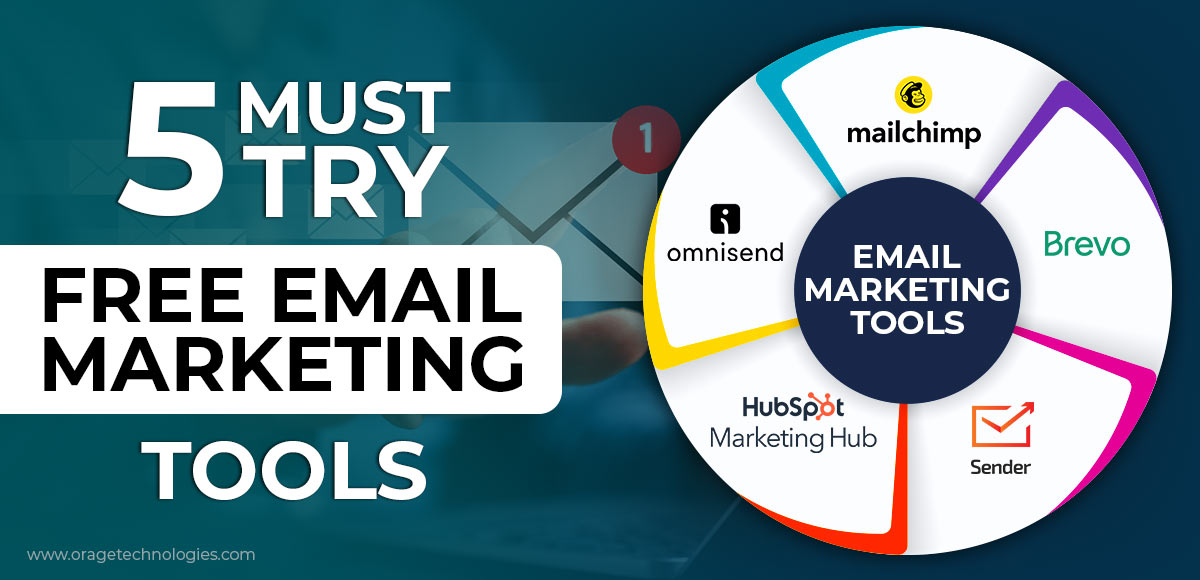 5 MUST
TRY
FREE EMAIL
MARKETING
TOOLS
www.oragetechnologies.com
1
mailchimp
Brevo
Sender
HubSpot
Marketing Hub
omnisend
EMAIL
MARKETING
TOOLS